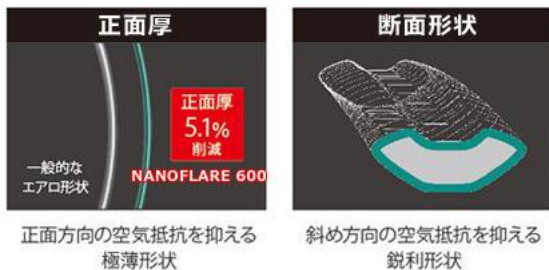 正面厚
一般的な
エアロ形状
正面厚
5.1%
削減
NANOFLARE 600
正面方向の空気抵抗を抑える
極薄形状
断面形状
斜め方向の空気抵抗を抑える
鋭利形状